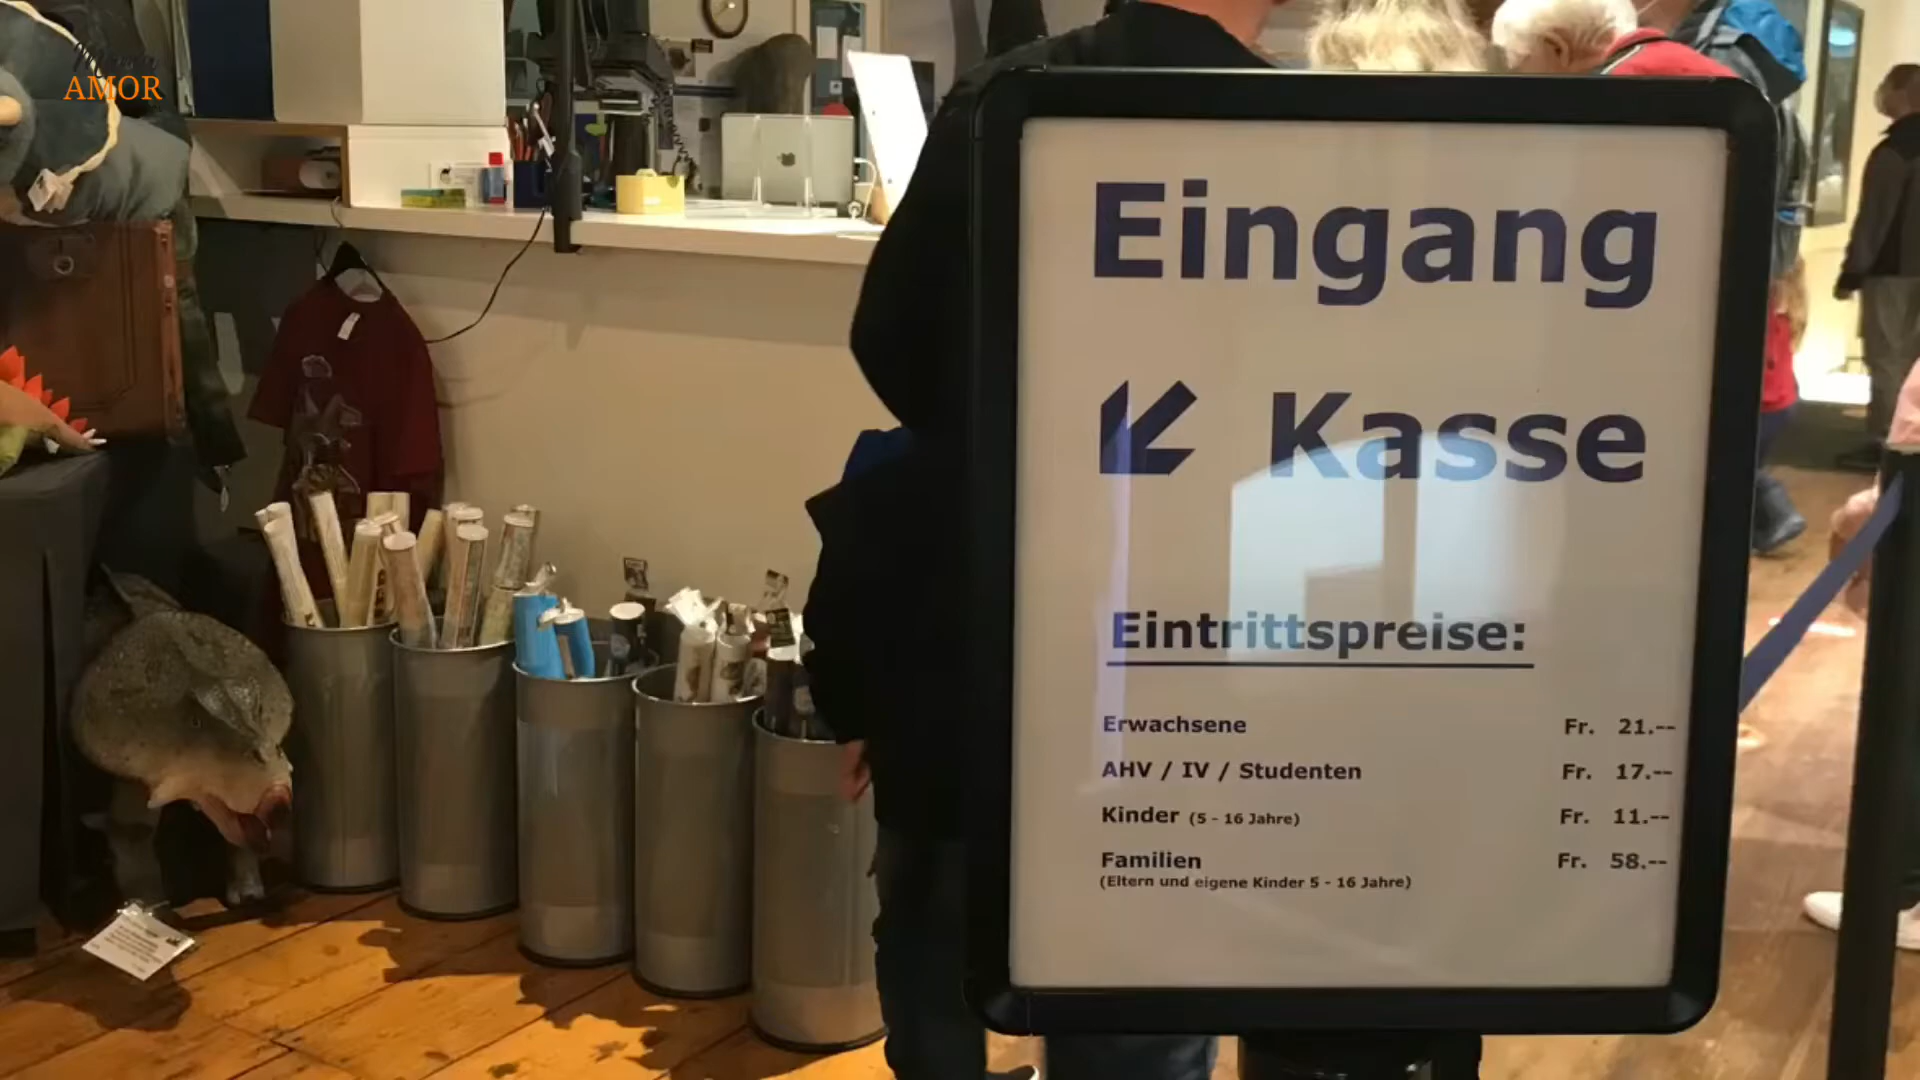 AMOR
Eingang
Kasse
Eintrittspreise:
Erwachsene Fr. 21.--
AHV / IV / Studenten Fr. 17.--
Kinder (5 - 16 Jahre) Fr. 11.--
Familien Fr. 58.--
(Eltern und eigene Kinder 5 - 16 Jahre)